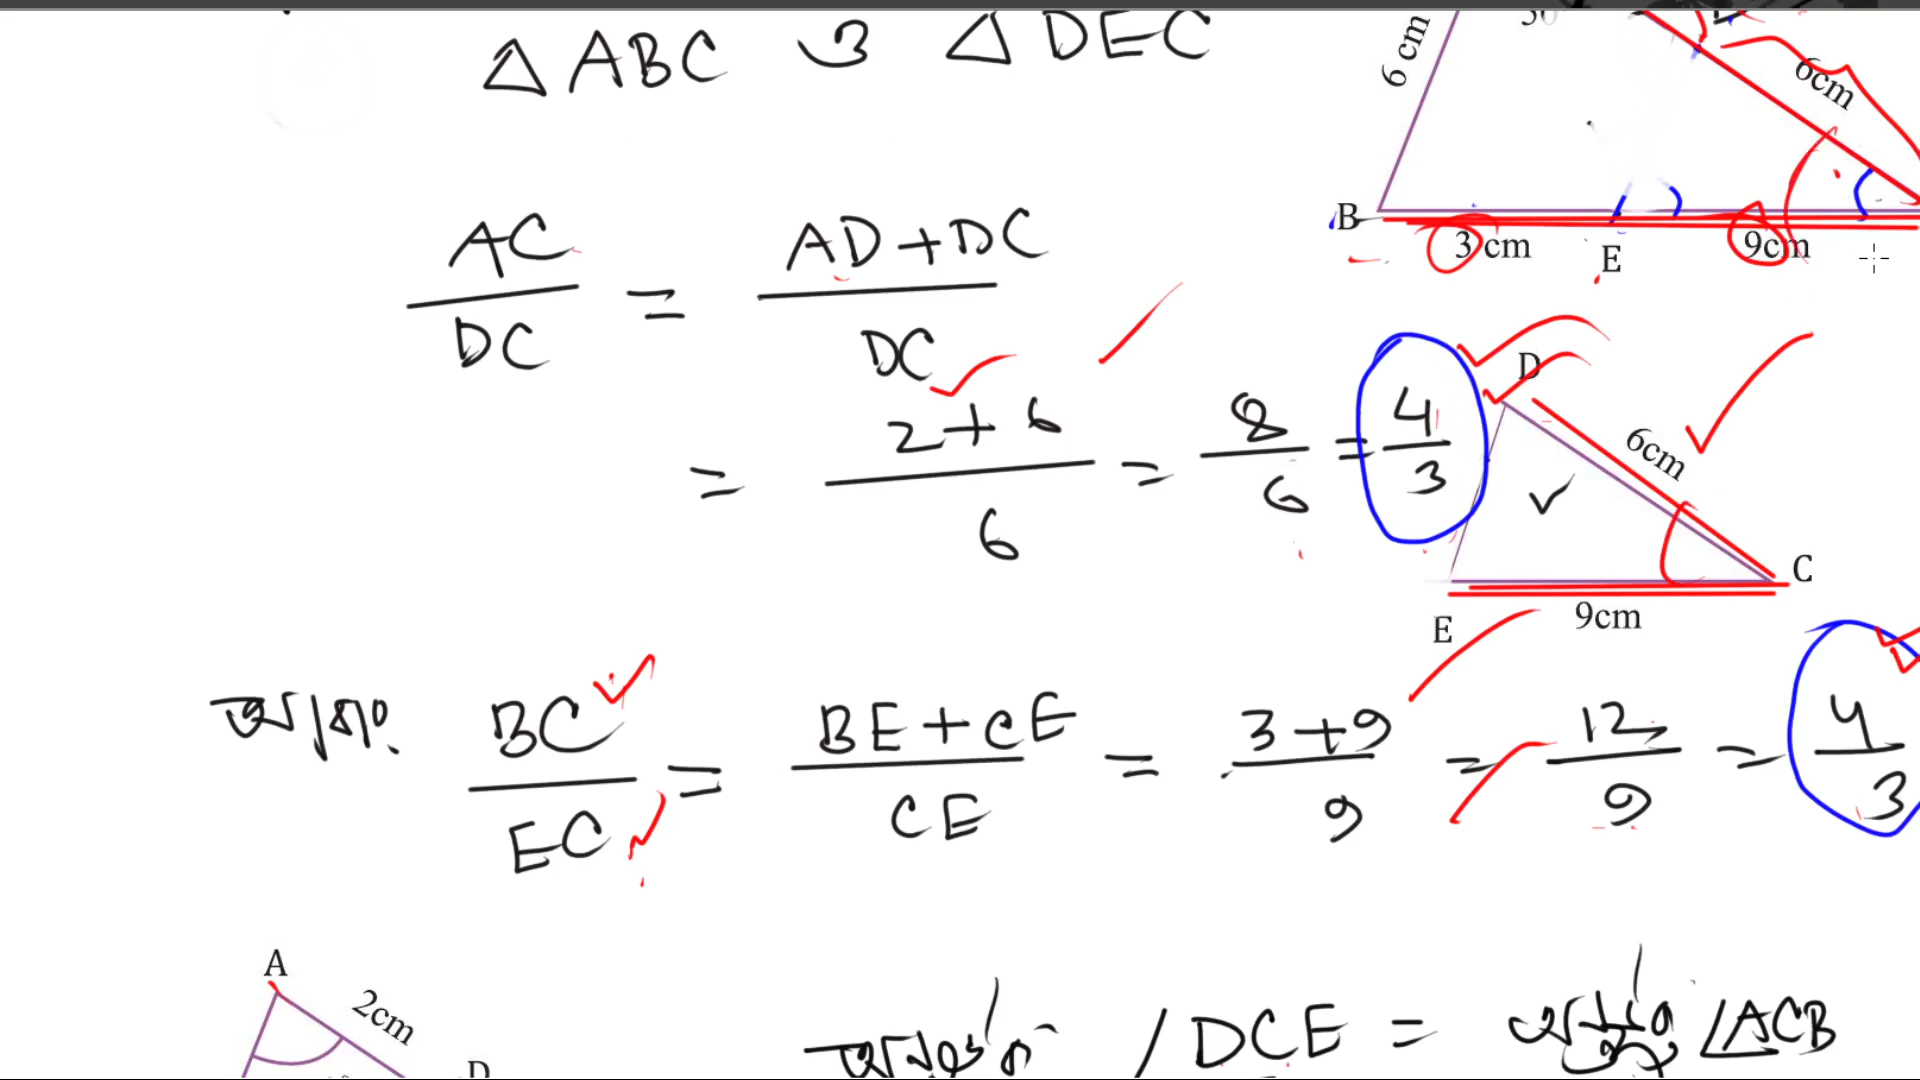 △ ABC ও △ DEC
6 cm
6cm
B
3 cm
E
9cm
AC / DC = AD + DC / DC
= 2 + 6 / 6 = 8 / 6 = 4 / 3
D
6cm
C
E
9cm
BC / EC = BE + CE / CE = 3 + 9 / 9 = 12 / 9 = 4 / 3
A
2cm
D
∠DCE = ∠ACB